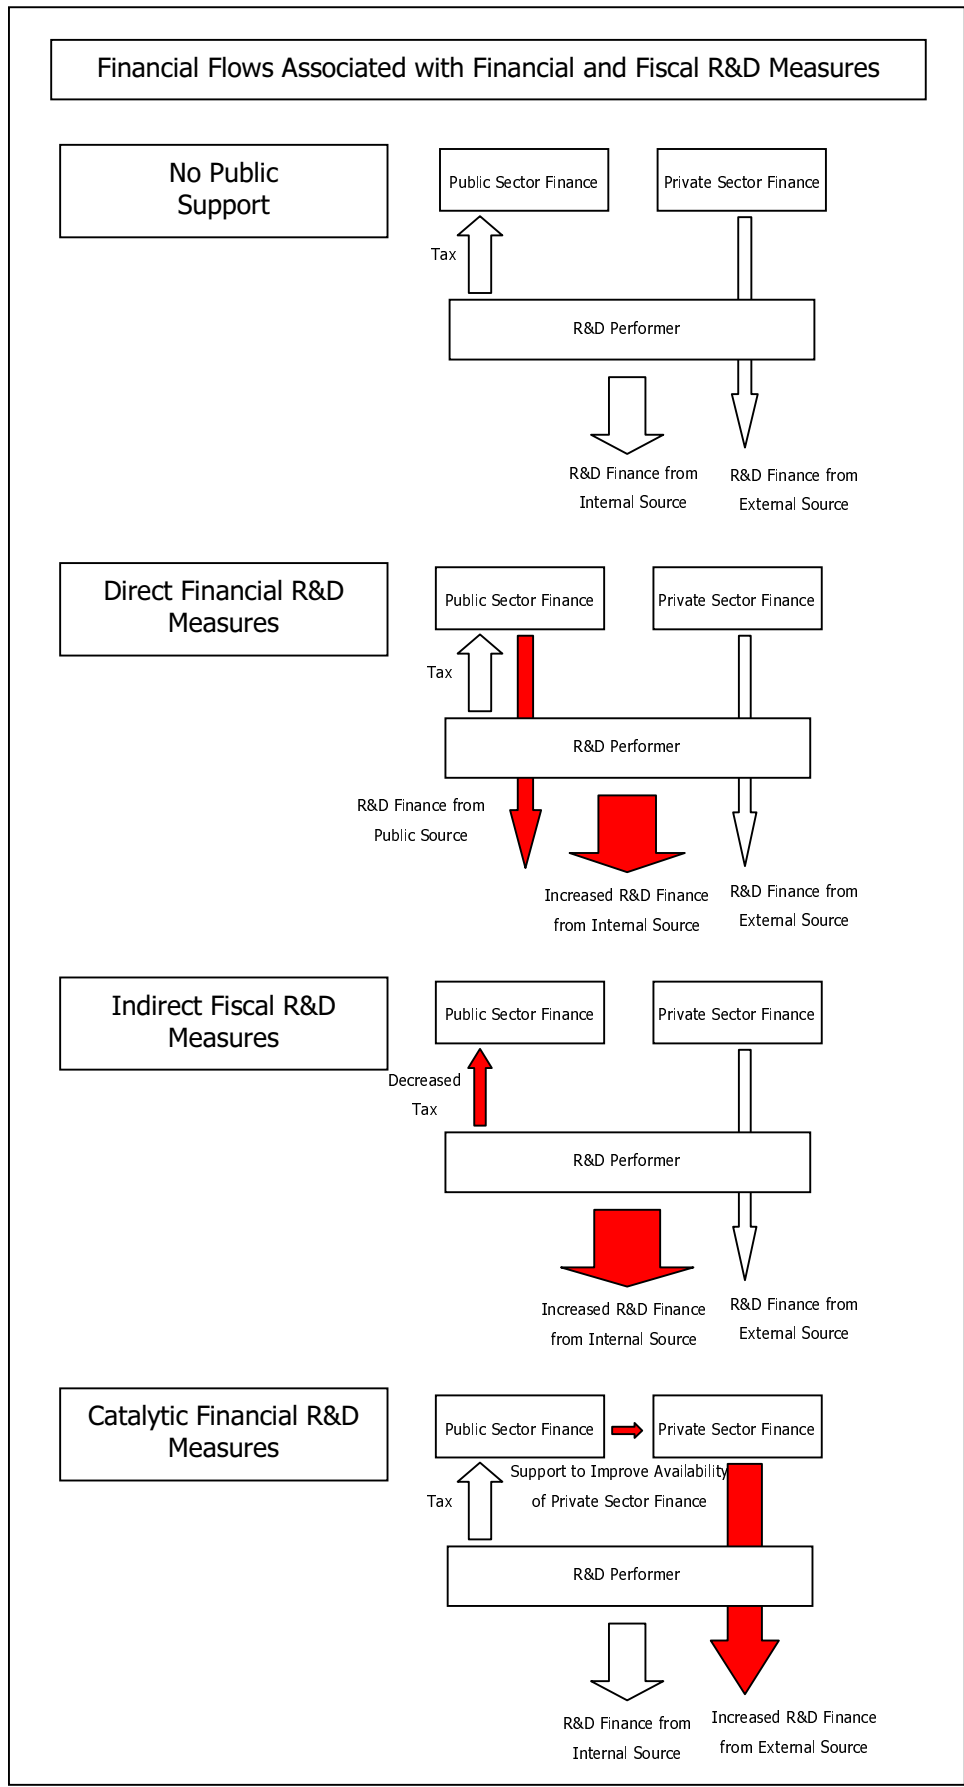 Financial Flows Associated with Financial and Fiscal R&D Measures
No Public
Support
Public Sector Finance
Private Sector Finance
Tax
R&D Performer
R&D Finance from
Internal Source
R&D Finance from
External Source
Direct Financial R&D
Measures
Public Sector Finance
Private Sector Finance
Tax
R&D Performer
R&D Finance from
Public Source
Increased R&D Finance
from Internal Source
R&D Finance from
External Source
Indirect Fiscal R&D
Measures
Public Sector Finance
Private Sector Finance
Decreased
Tax
R&D Performer
Increased R&D Finance
from Internal Source
R&D Finance from
External Source
Catalytic Financial R&D
Measures
Public Sector Finance
Private Sector Finance
Support to Improve Availability
of Private Sector Finance
Tax
R&D Performer
R&D Finance from
Internal Source
Increased R&D Finance
from External Source